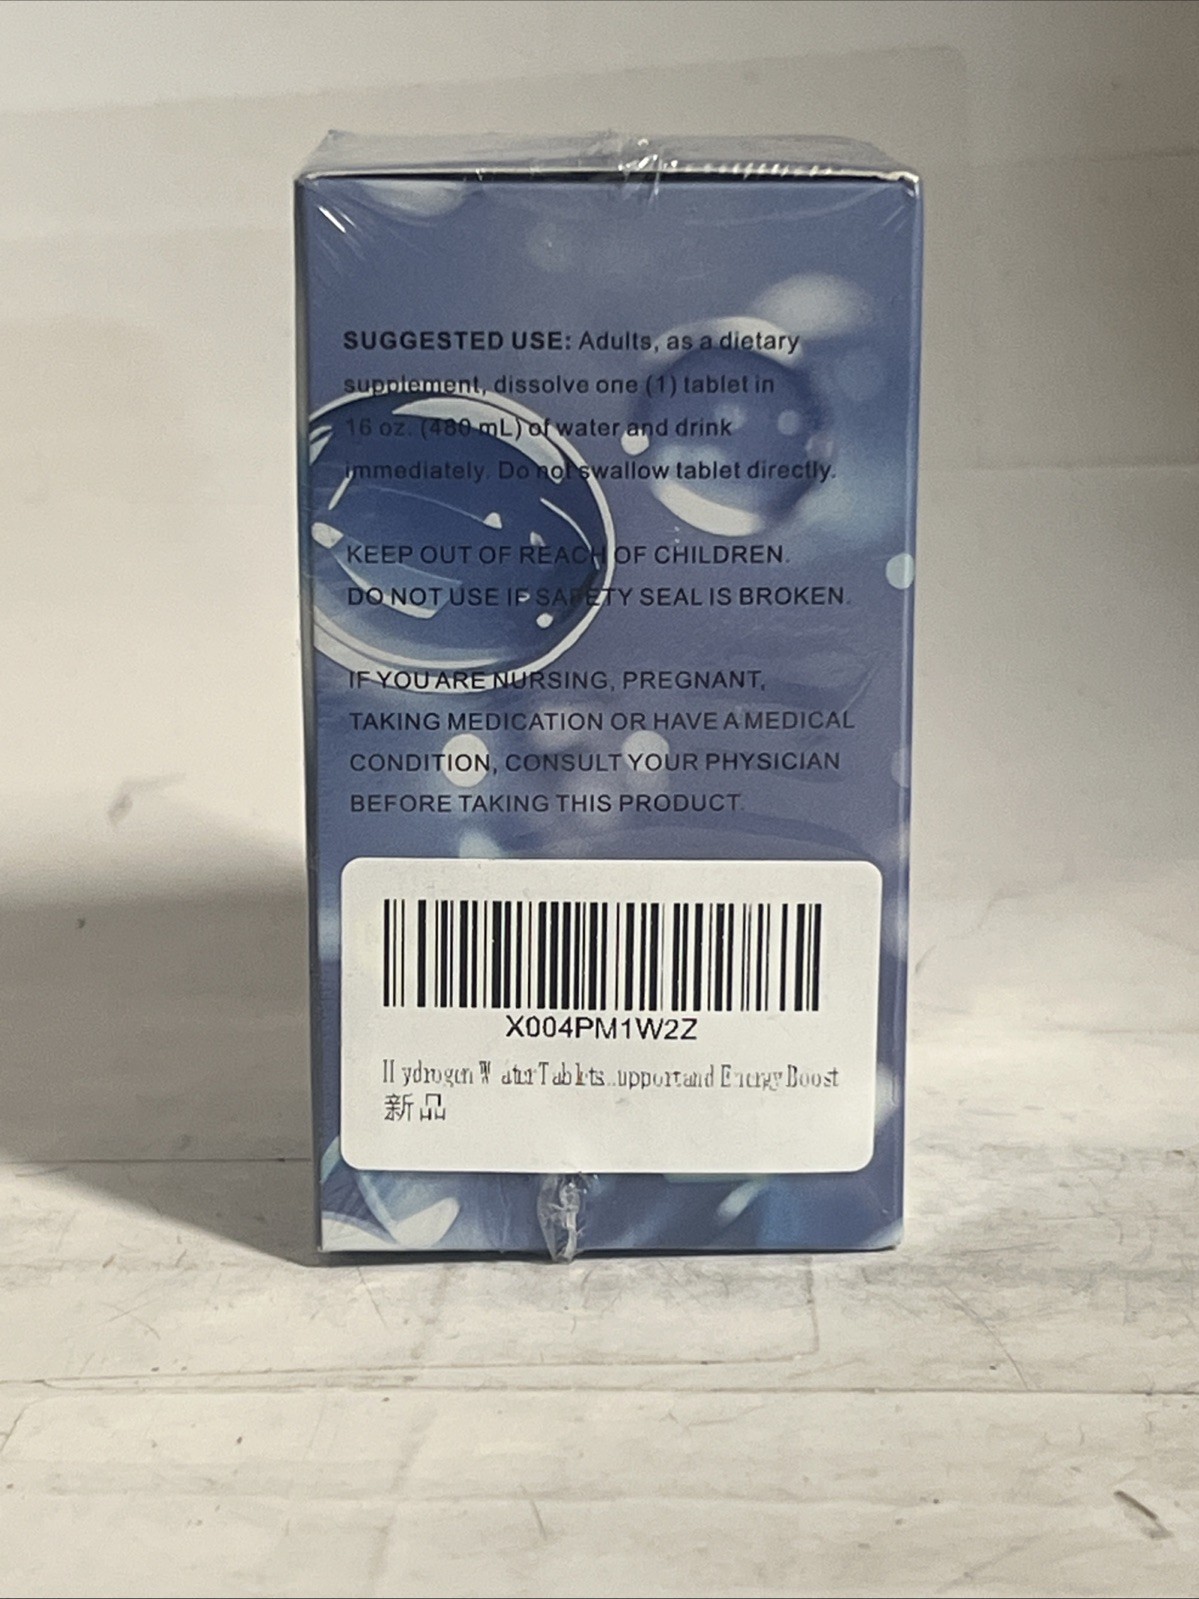 SUGGESTED USE: Adults, as a dietary
supplement, dissolve one (1) tablet in
16 oz. (480 mL) of water and drink
immediately. Do not swallow tablet directly.
KEEP OUT OF REACH OF CHILDREN.
DO NOT USE IF SAFETY SEAL IS BROKEN.
IF YOU ARE NURSING, PREGNANT,
TAKING MEDICATION OR HAVE A MEDICAL
CONDITION, CONSULT YOUR PHYSICIAN
BEFORE TAKING THIS PRODUCT.
X004PM1W2Z
Hydrogen Water Tablets...upport and Energy Boost
新品